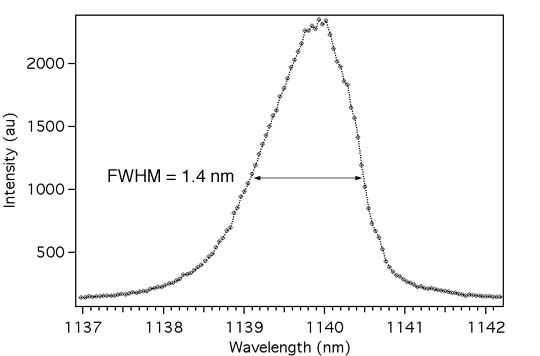 2000
1500
1000
500
Intensity (au)
FWHM = 1.4 nm
1137 1138 1139 1140 1141 1142
Wavelength (nm)